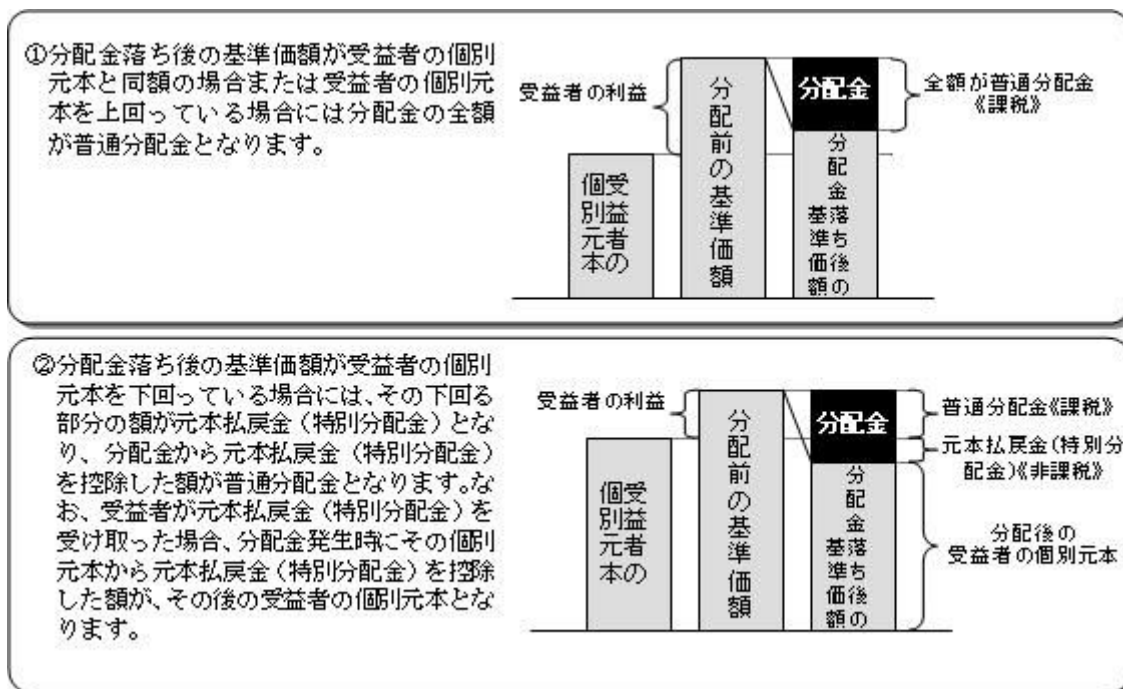 ①分配金落ち後の基準価額が受益者の個別
元本と同額の場合または受益者の個別元
本を上回っている場合には分配金の全額
が普通分配金となります。
受益者の利益
受益者の
個別元本
分配前の基準価額
分配金
分配金落ち後の
基準価額
全額が普通分配金
《課税》
②分配金落ち後の基準価額が受益者の個別
元本を下回っている場合には、その下回る
部分の額が元本払戻金（特別分配金）とな
り、分配金から元本払戻金（特別分配金）
を控除した額が普通分配金となります。な
お、受益者が元本払戻金（特別分配金）を
受け取った場合、分配金発生時にその個別
元本から元本払戻金（特別分配金）を控除
した額が、その後の受益者の個別元本とな
ります。
受益者の利益
受益者の
個別元本
分配前の基準価額
分配金
分配金落ち後の
基準価額
普通分配金《課税》
元本払戻金（特別分
配金）《非課税》
分配後の
受益者の個別元本